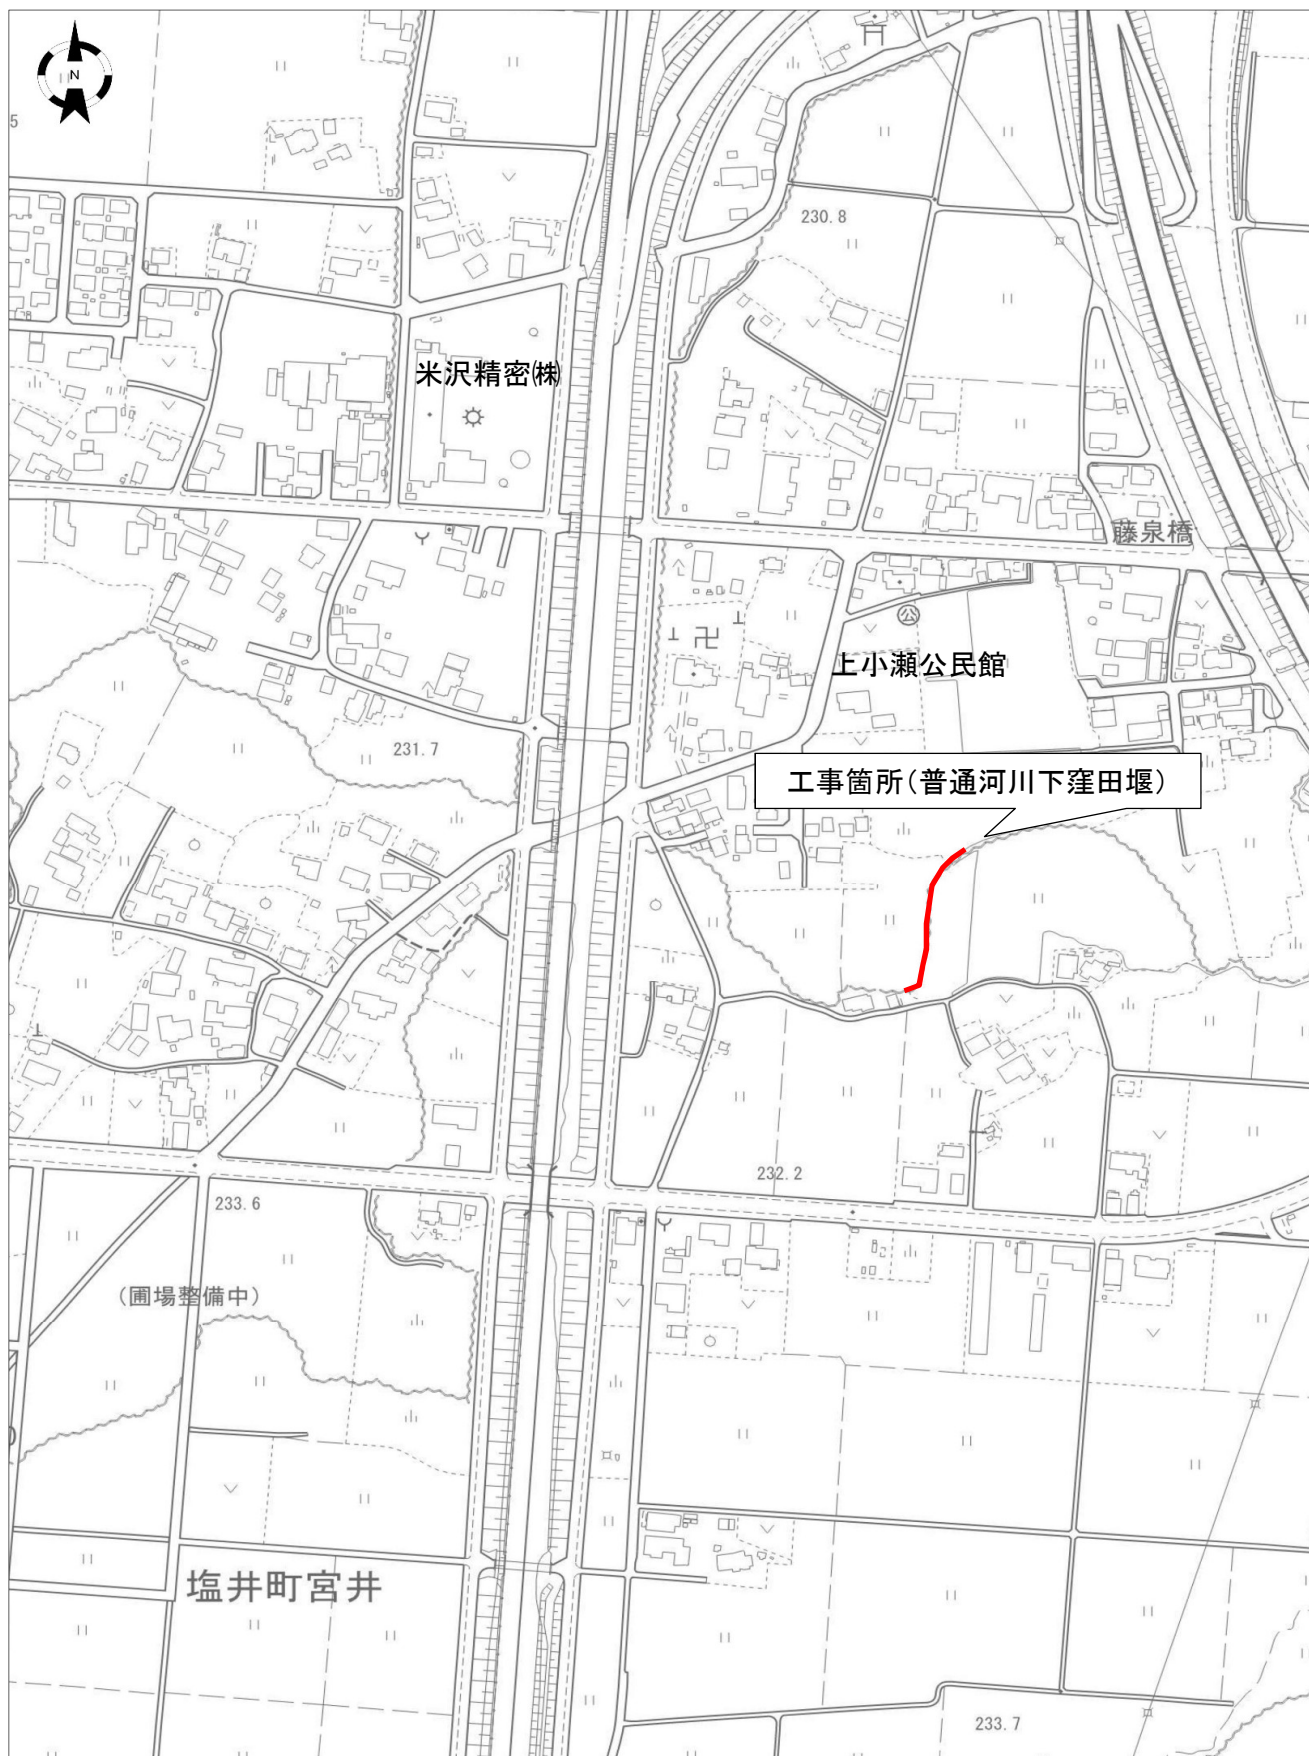 N
5
230.8
米沢精密㈱
藤泉橋
公
上小瀬公民館
231.7
工事箇所(普通河川下窪田堰)
232.2
233.6
(圃場整備中)
塩井町宮井
233.7